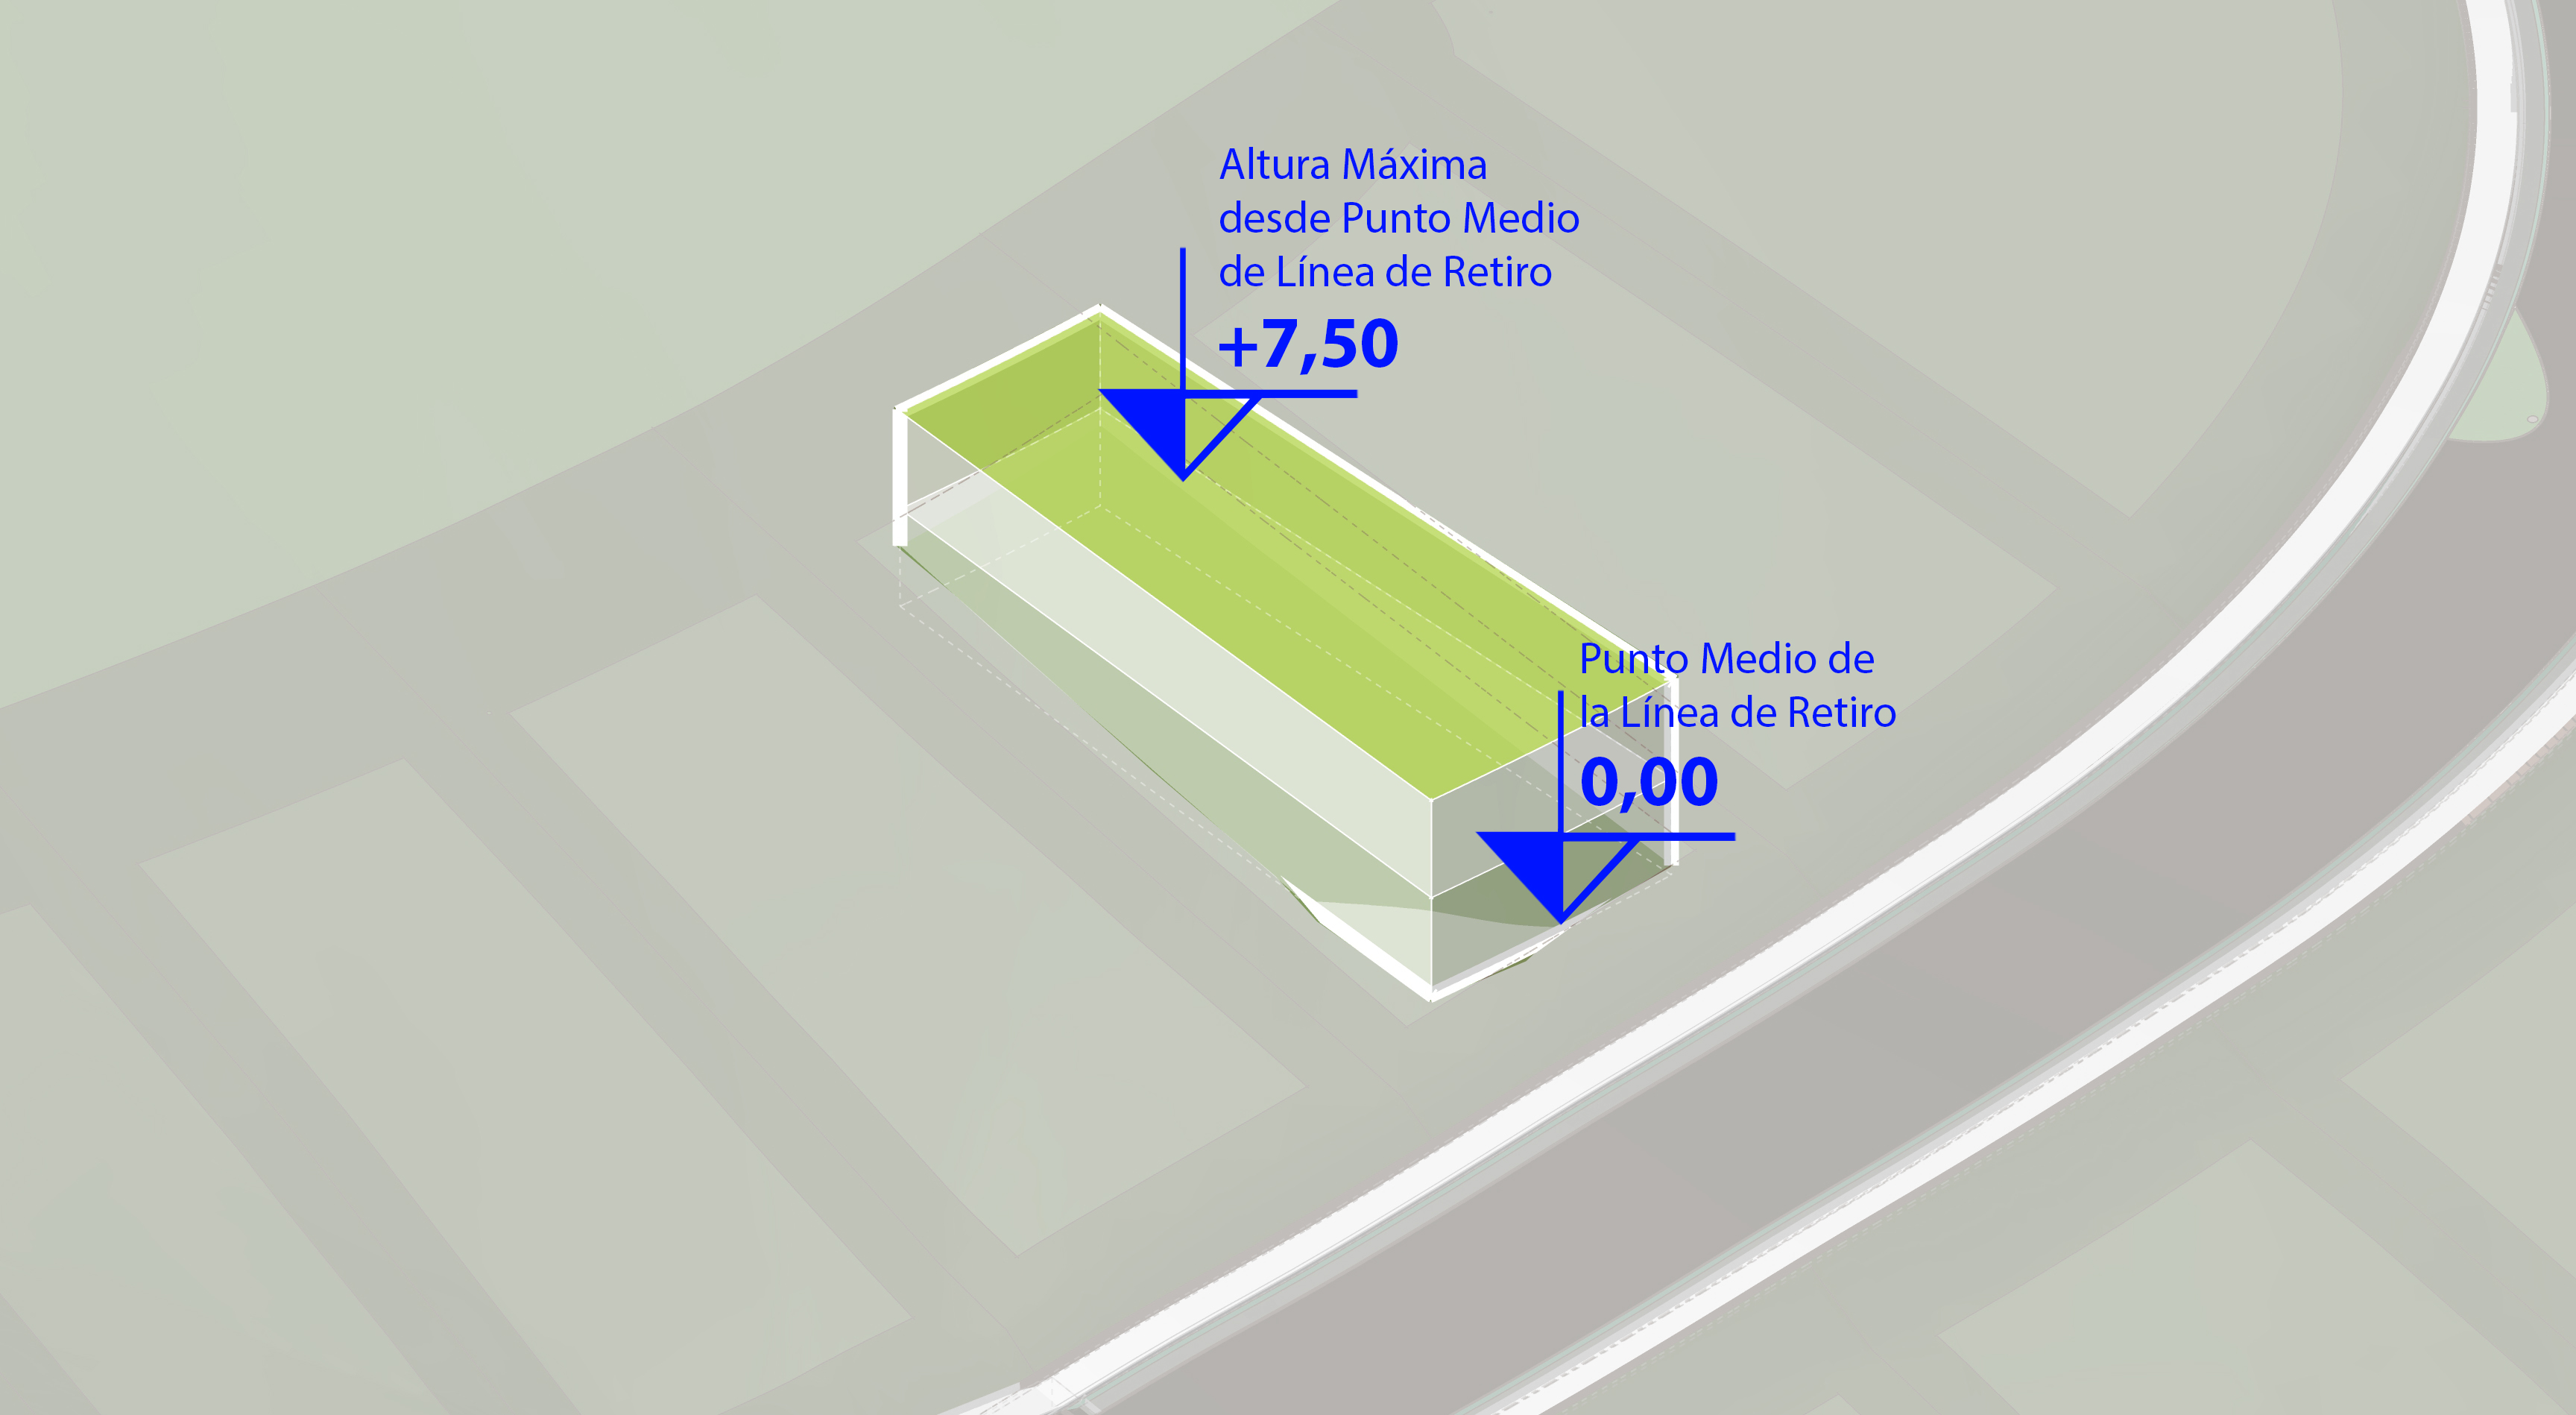 Altura Máxima
desde Punto Medio
de Línea de Retiro
+7,50
Punto Medio de
la Línea de Retiro
0,00